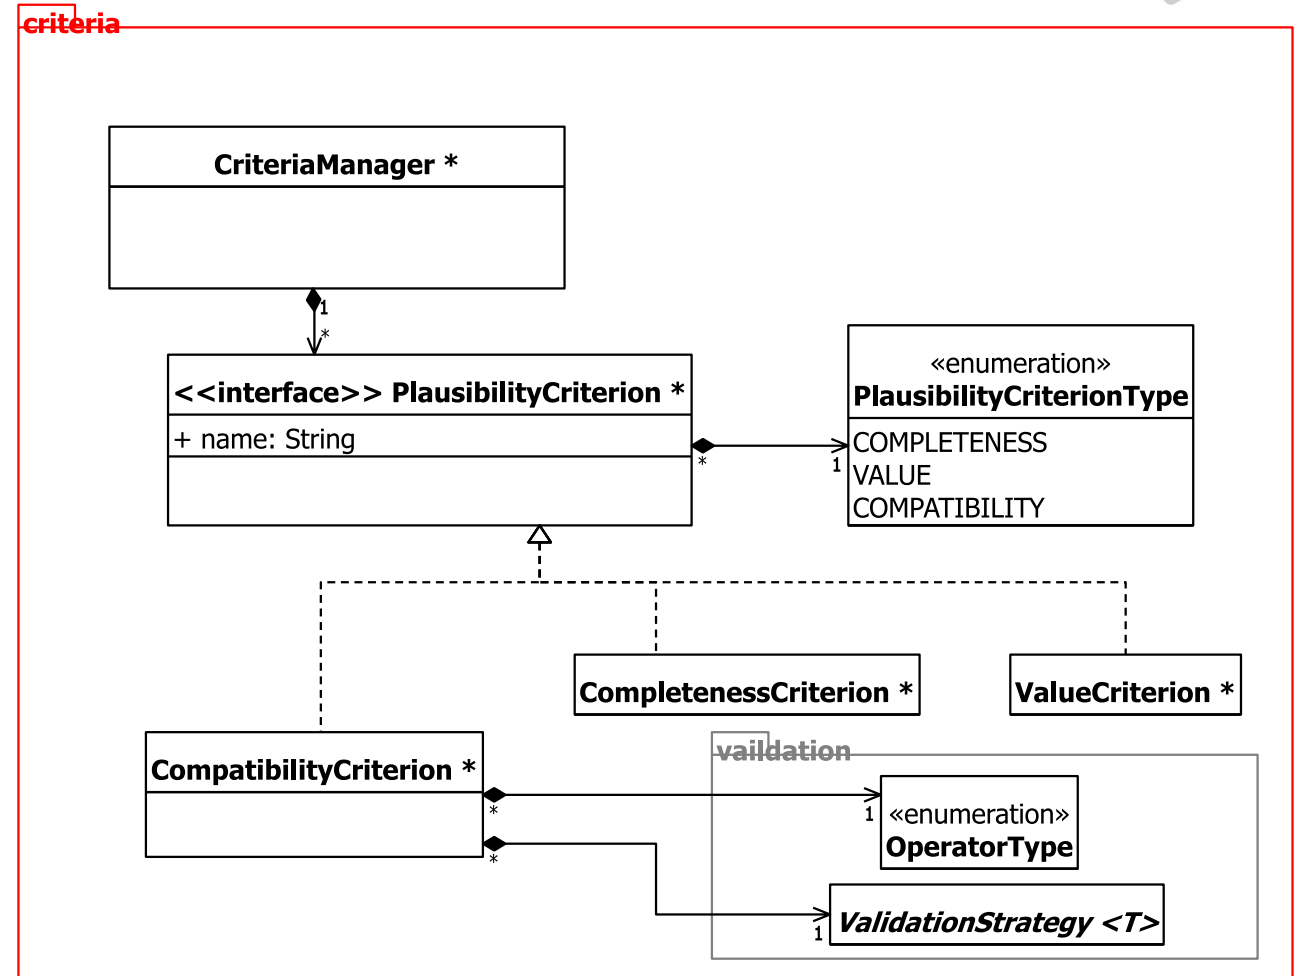 criteria
CriteriaManager *
1
*
<<interface>> PlausibilityCriterion *
+ name: String
*
1
«enumeration»
PlausibilityCriterionType
COMPLETENESS
VALUE
COMPATIBILITY
CompletenessCriterion *
ValueCriterion *
CompatibilityCriterion *
*
*
vaildation
1
«enumeration»
OperatorType
1
ValidationStrategy <T>